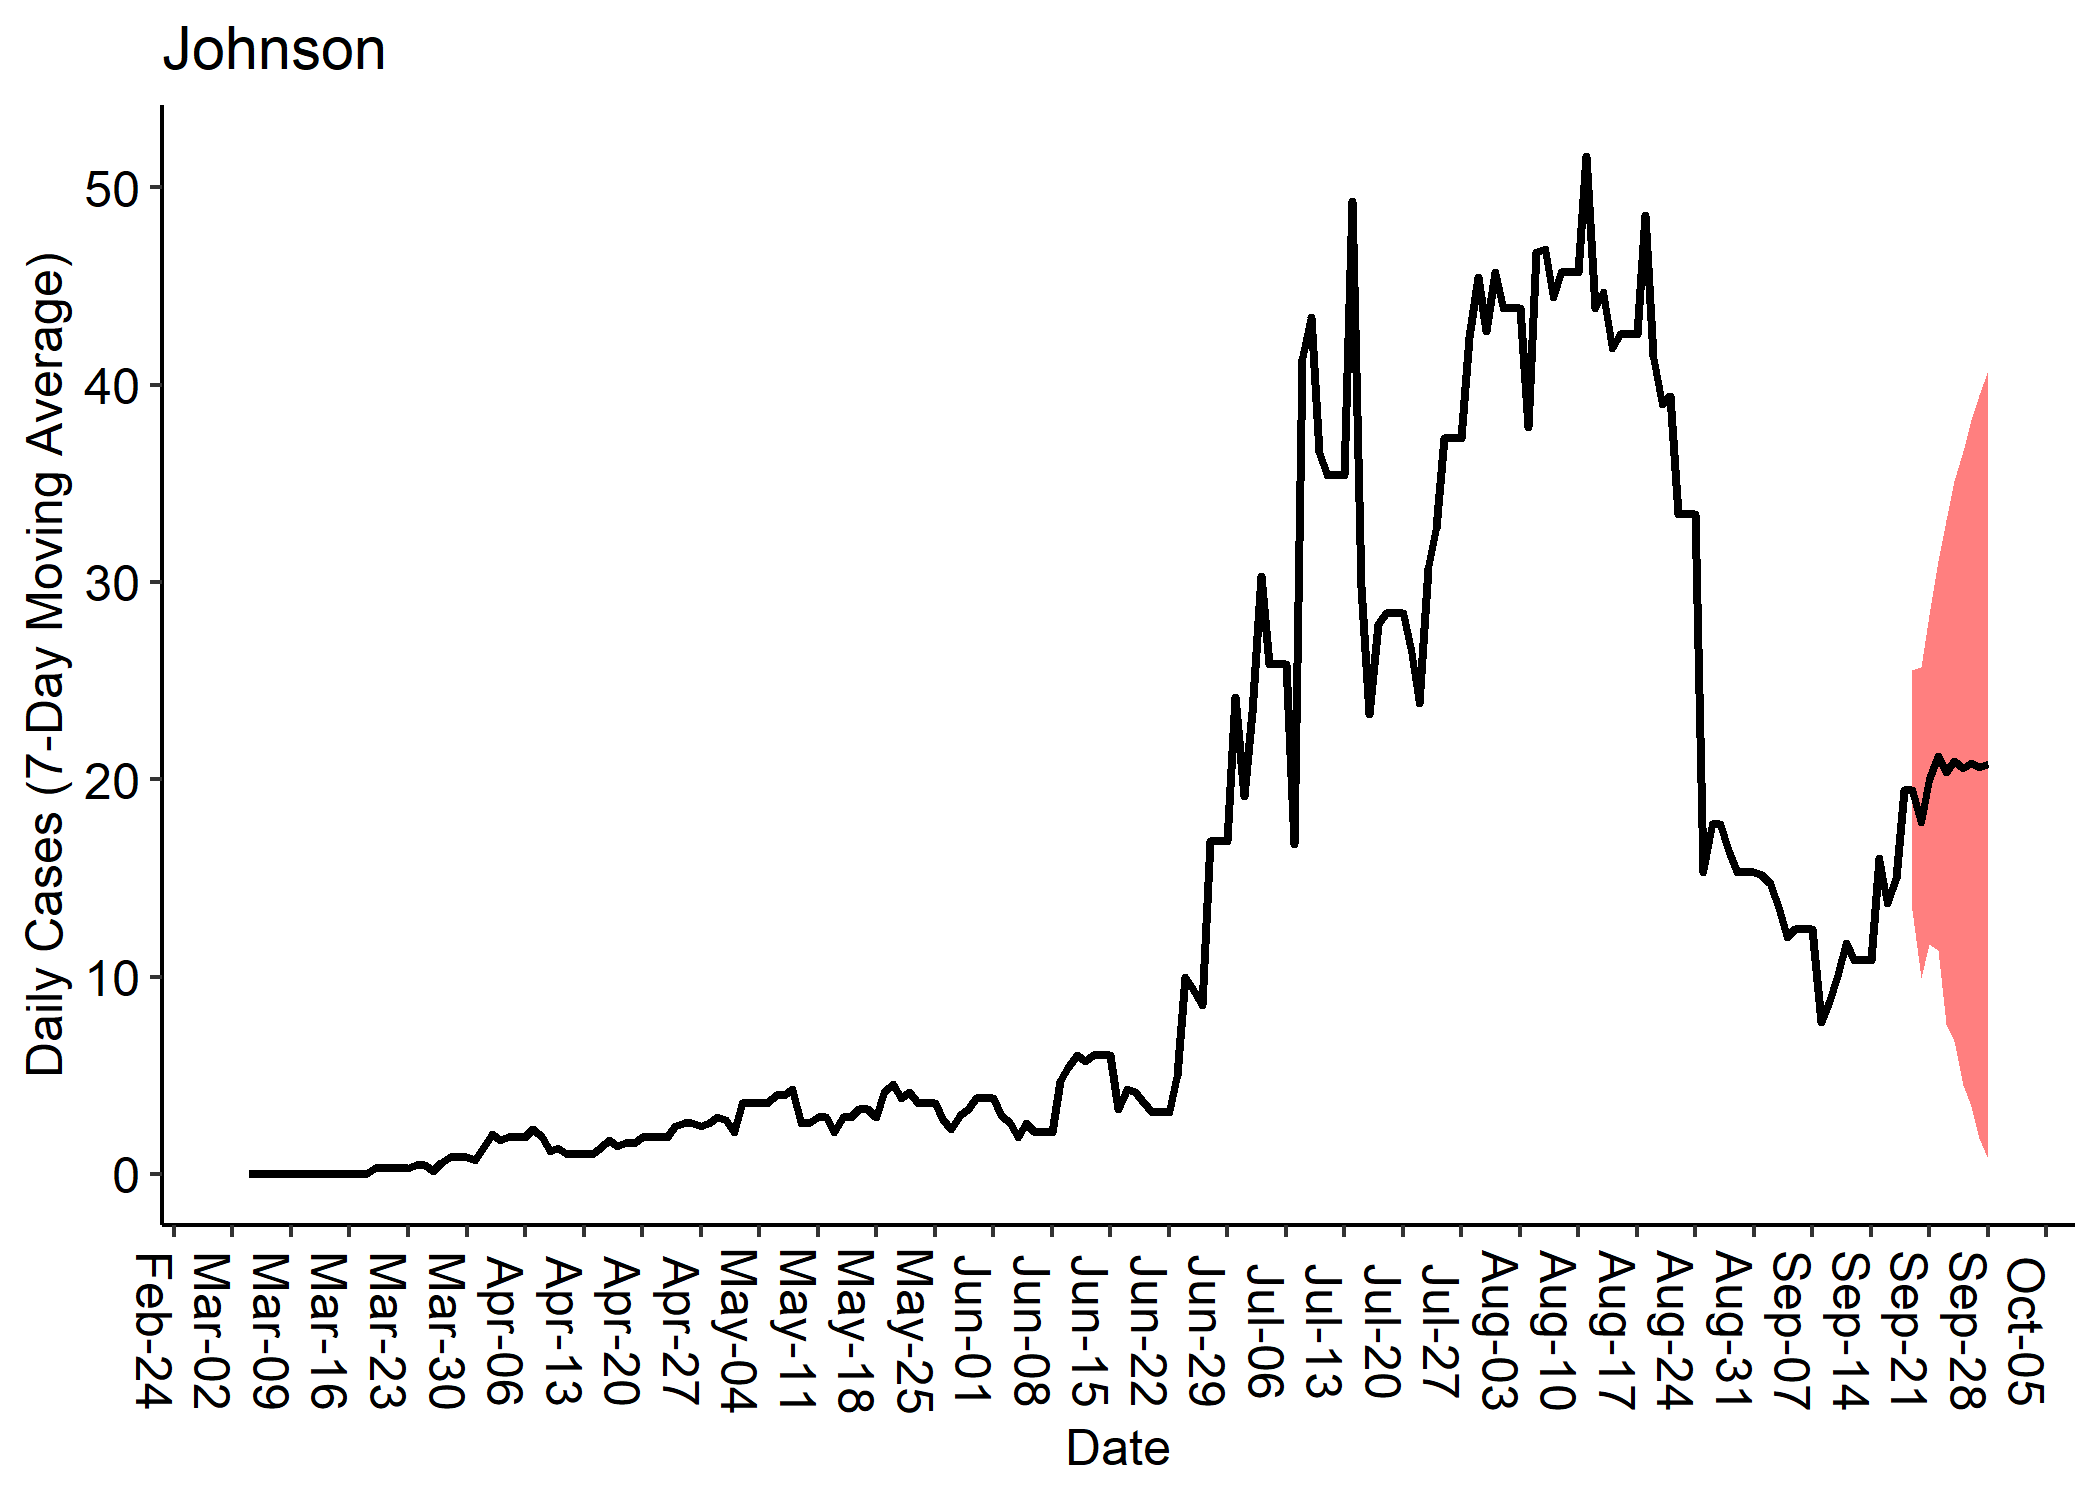 Johnson
Daily Cases (7-Day Moving Average)
50
40
30
20
10
0
Feb-24
Mar-02
Mar-09
Mar-16
Mar-23
Mar-30
Apr-06
Apr-13
Apr-20
Apr-27
May-04
May-11
May-18
May-25
Jun-01
Jun-08
Jun-15
Jun-22
Jun-29
Jul-06
Jul-13
Jul-20
Jul-27
Aug-03
Aug-10
Aug-17
Aug-24
Aug-31
Sep-07
Sep-14
Sep-21
Sep-28
Oct-05
Date